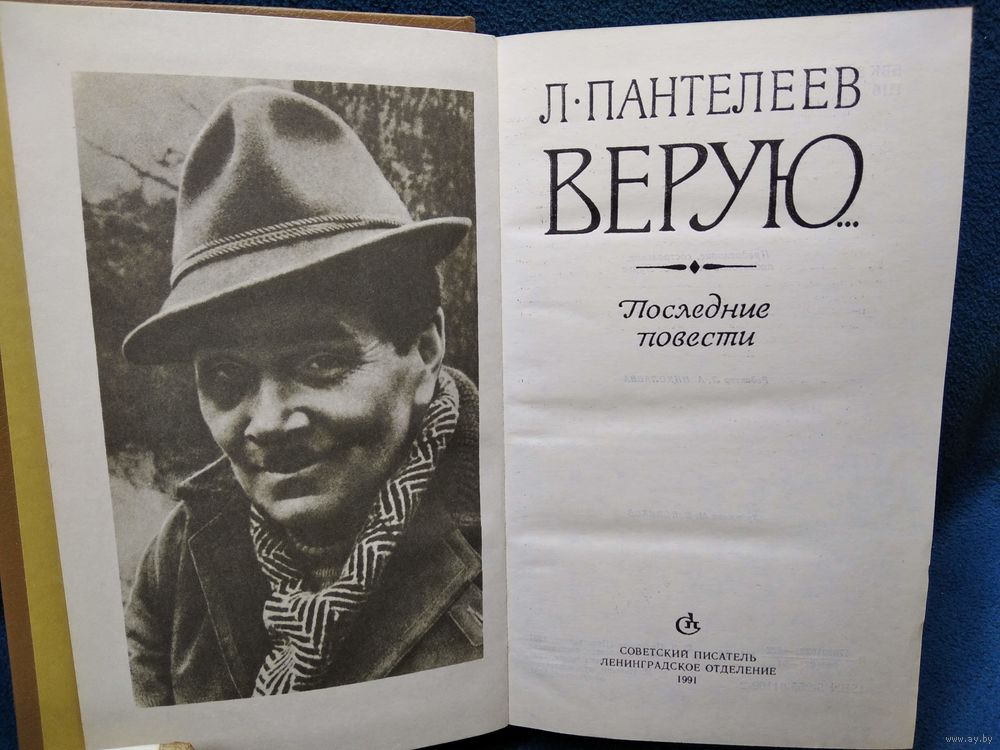 Л·ПАНТЕЛЕЕВ
ВЕРУЮ...
Последние
повести
СОВЕТСКИЙ ПИСАТЕЛЬ
ЛЕНИНГРАДСКОЕ ОТДЕЛЕНИЕ
1991
www.ay.by